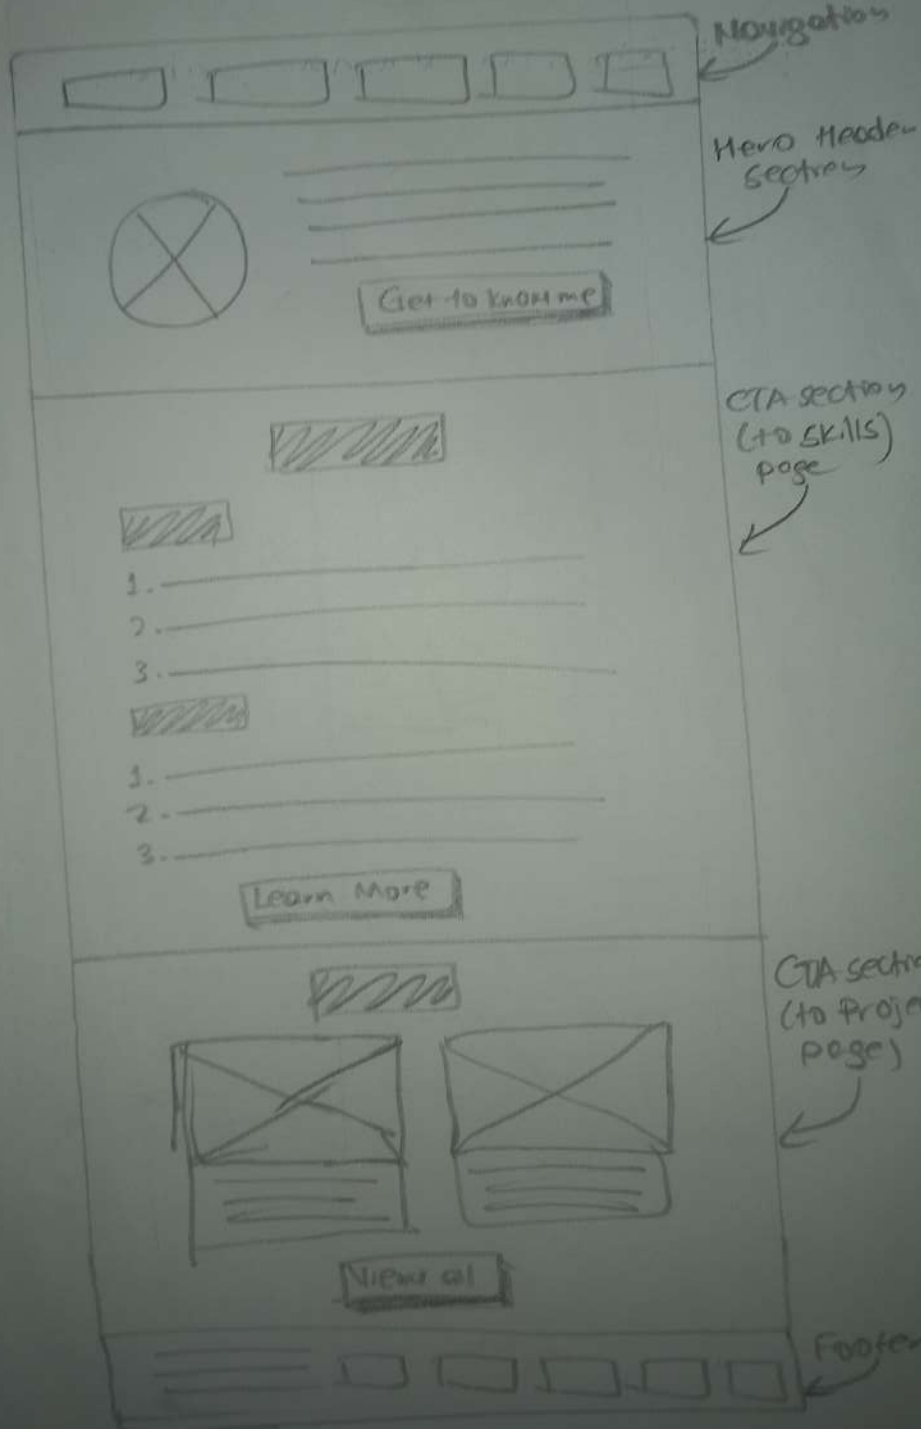 Navigation
Hero Header
section
Get to know me
CTA section
(to skills)
page
1.
2.
3.
1.
2.
3.
Learn More
CTA section
(to Proje
page)
View all
Footer